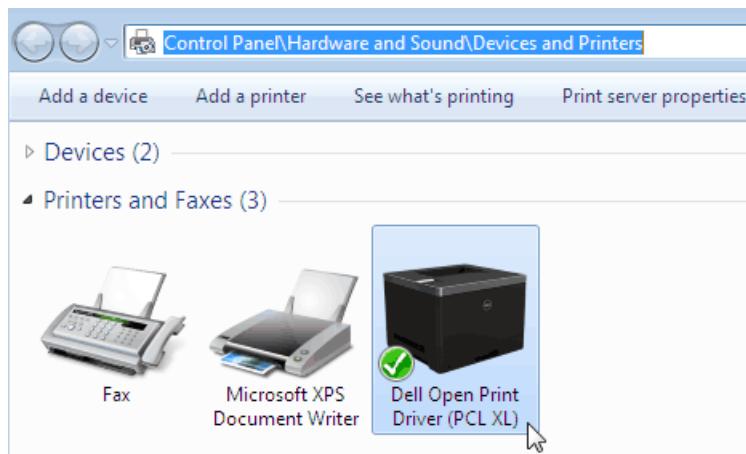 Control Panel\Hardware and Sound\Devices and Printers
Add a device Add a printer See what's printing Print server properties
Devices (2)
Printers and Faxes (3)
Fax Microsoft XPS Dell Open Print
Document Writer Driver (PCL XL)